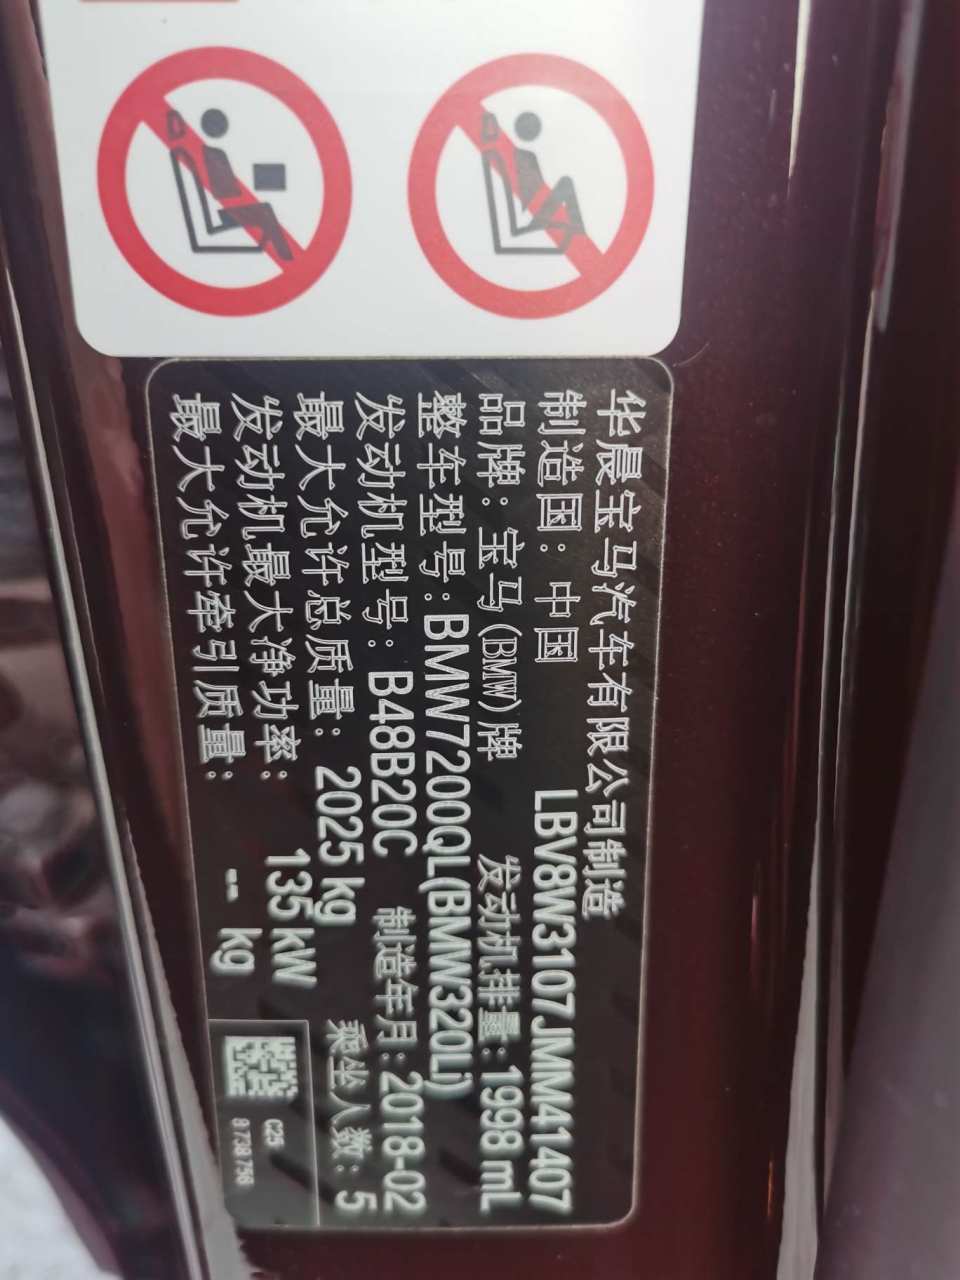 华晨宝马汽车有限公司制造
制造国：中国 LBV8W3107JMM41407
品牌：宝马(BMW)牌 发动机排量：1998 mL
整车型号：BMW7200QL(BMW320Li)
发动机型号：B48B20C 制造年月：2018-02
最大允许总质量：2025 kg 乘坐人数：5
发动机最大净功率：135 kW
最大允许牵引质量：-- kg
C25
9 738 756